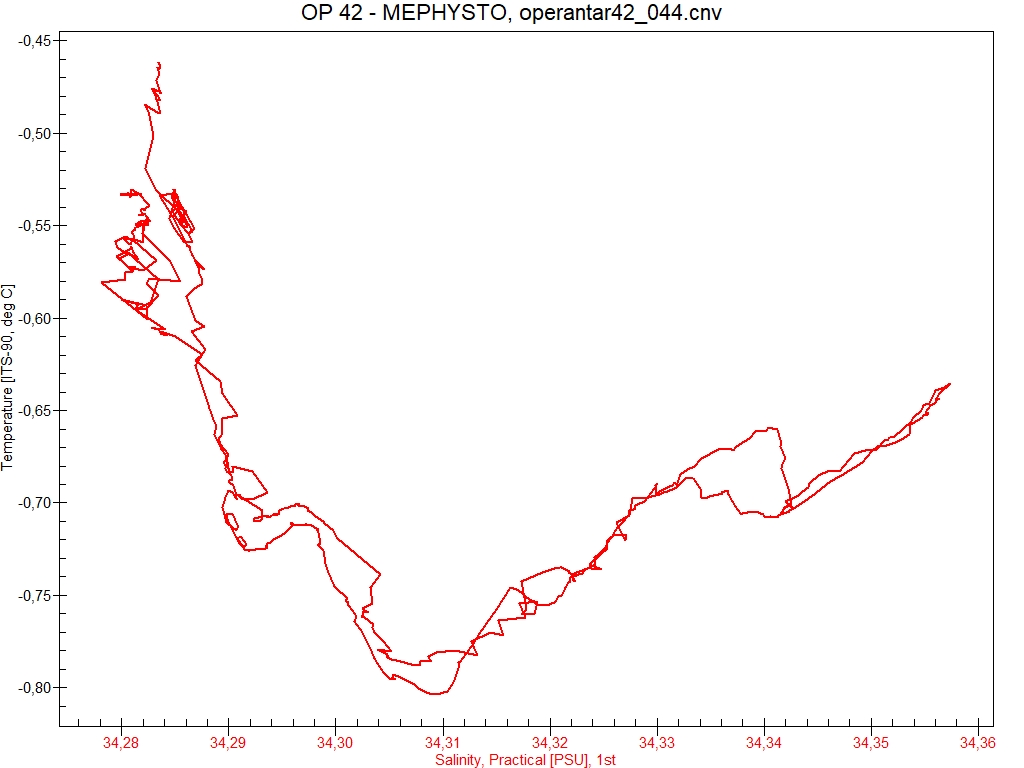 OP 42 - MEPHYSTO, operantar42_044.cnv
-0,45
-0,50
-0,55
-0,60
-0,65
-0,70
-0,75
-0,80
Temperature [ITS-90, deg C]
34,28 34,29 34,30 34,31 34,32 34,33 34,34 34,35 34,36
Salinity, Practical [PSU], 1st